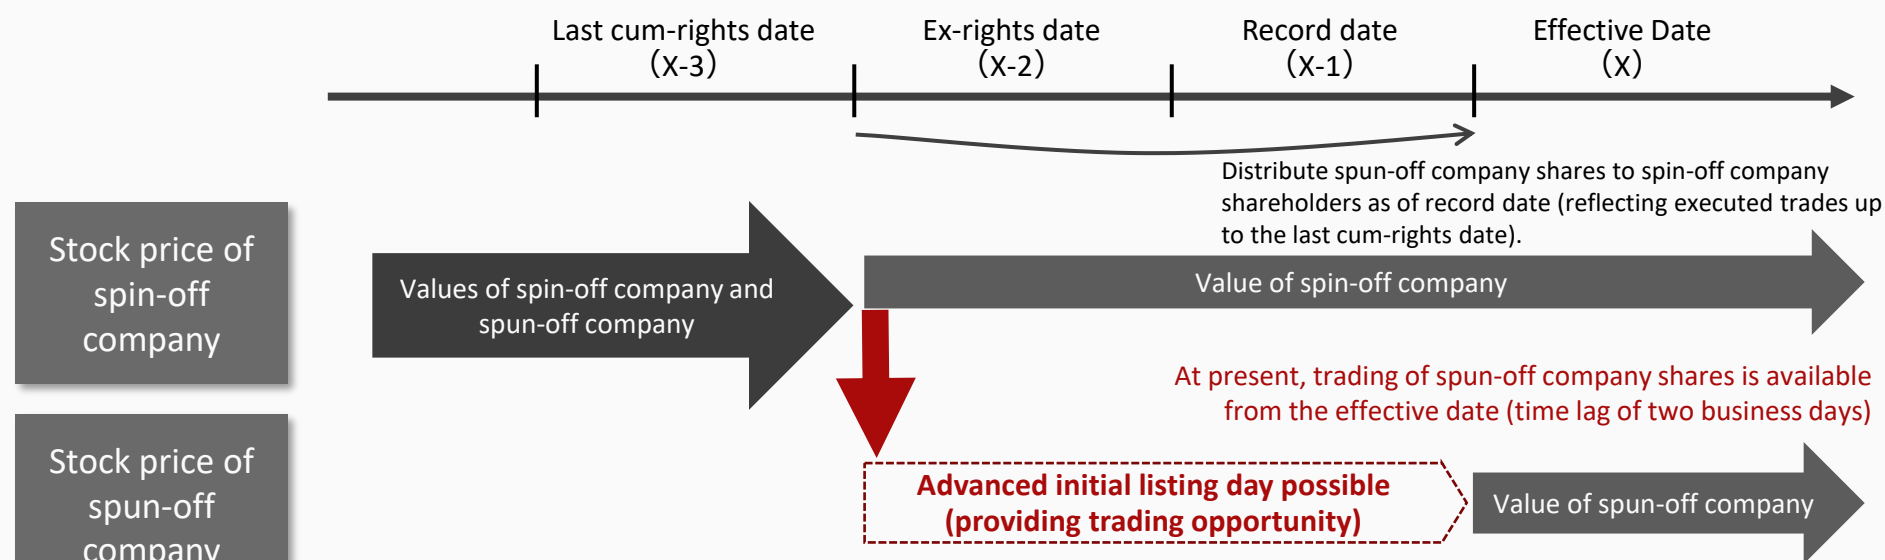 Last cum-rights date
（X-3）
Ex-rights date
（X-2）
Record date
（X-1）
Effective Date
（X）
Distribute spun-off company shares to spin-off company
shareholders as of record date (reflecting executed trades up
to the last cum-rights date).
Stock price of
spin-off
company
Values of spin-off company and
spun-off company
Value of spin-off company
At present, trading of spun-off company shares is available
from the effective date (time lag of two business days)
Stock price of
spun-off
company
Advanced initial listing day possible
(providing trading opportunity)
Value of spun-off company